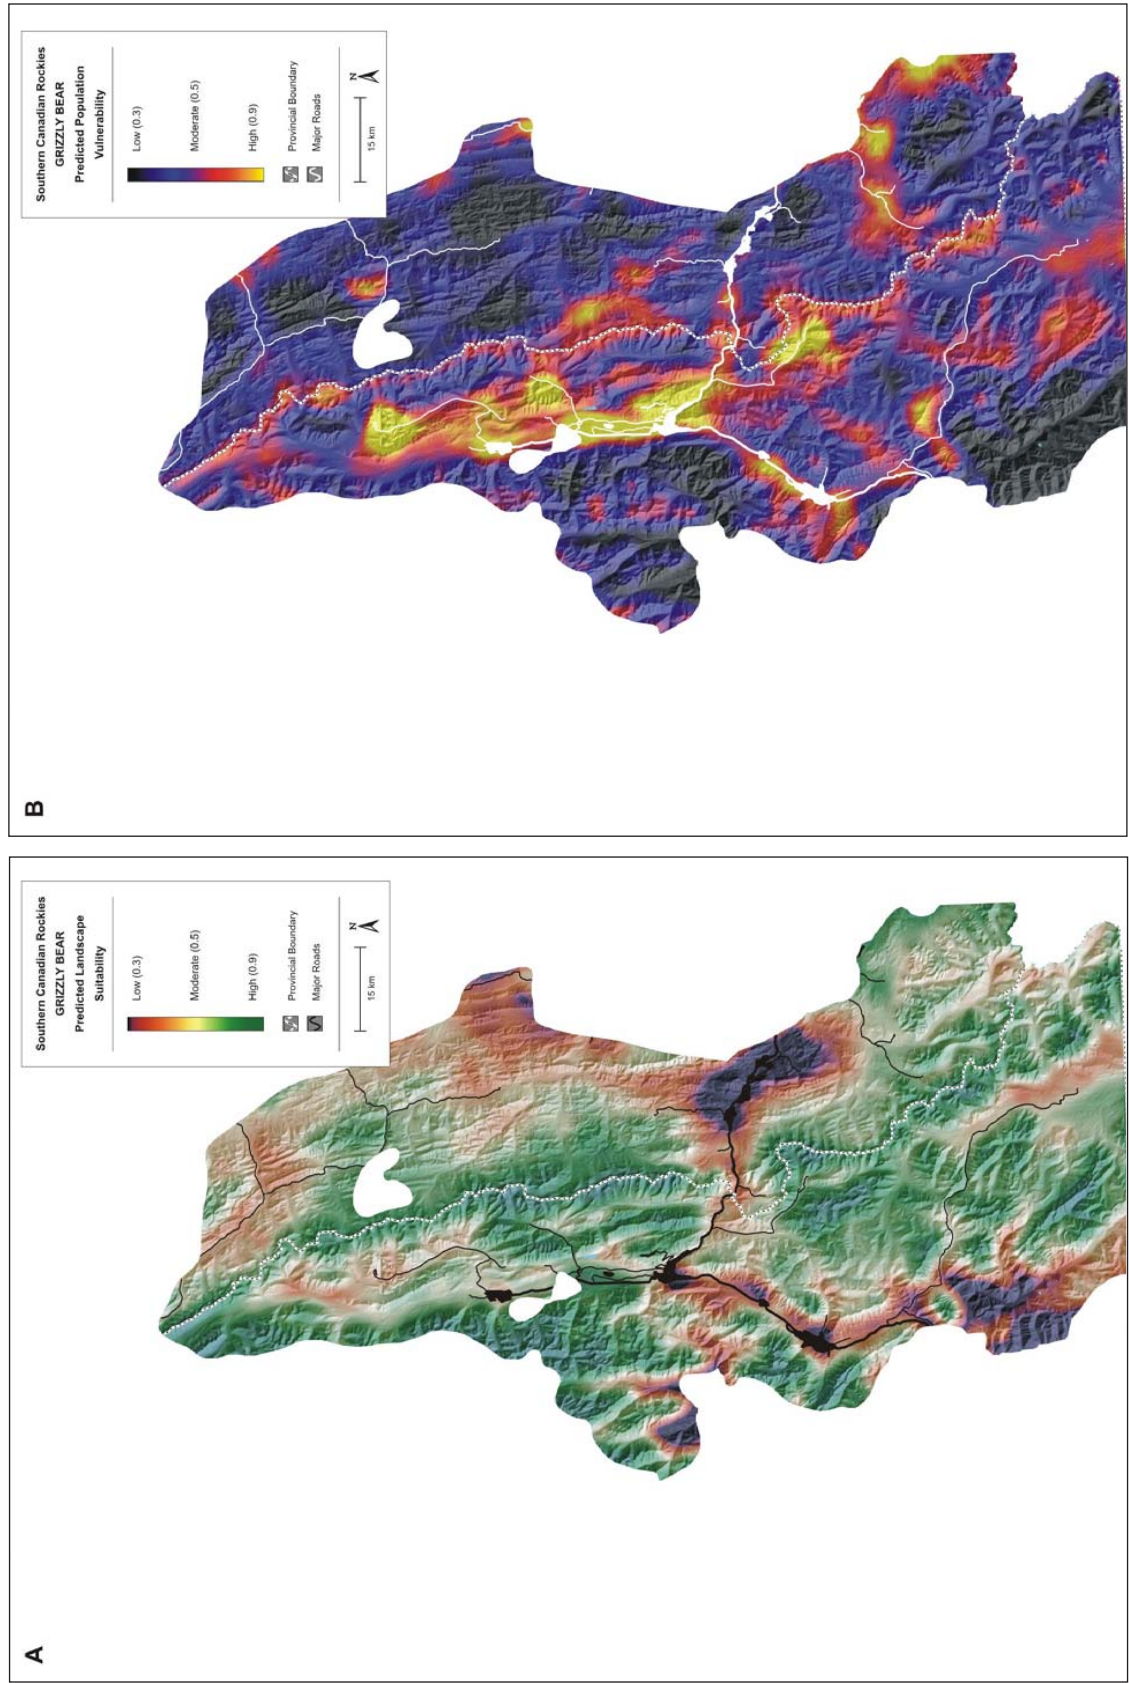 A
Southern Canadian Rockies
GRIZZLY BEAR
Predicted Landscape
Suitability
Low (0.3)
Moderate (0.5)
High (0.9)
Provincial Boundary
Major Roads
N
15 km
B
Southern Canadian Rockies
GRIZZLY BEAR
Predicted Population
Vulnerability
Low (0.3)
Moderate (0.5)
High (0.9)
Provincial Boundary
Major Roads
N
15 km